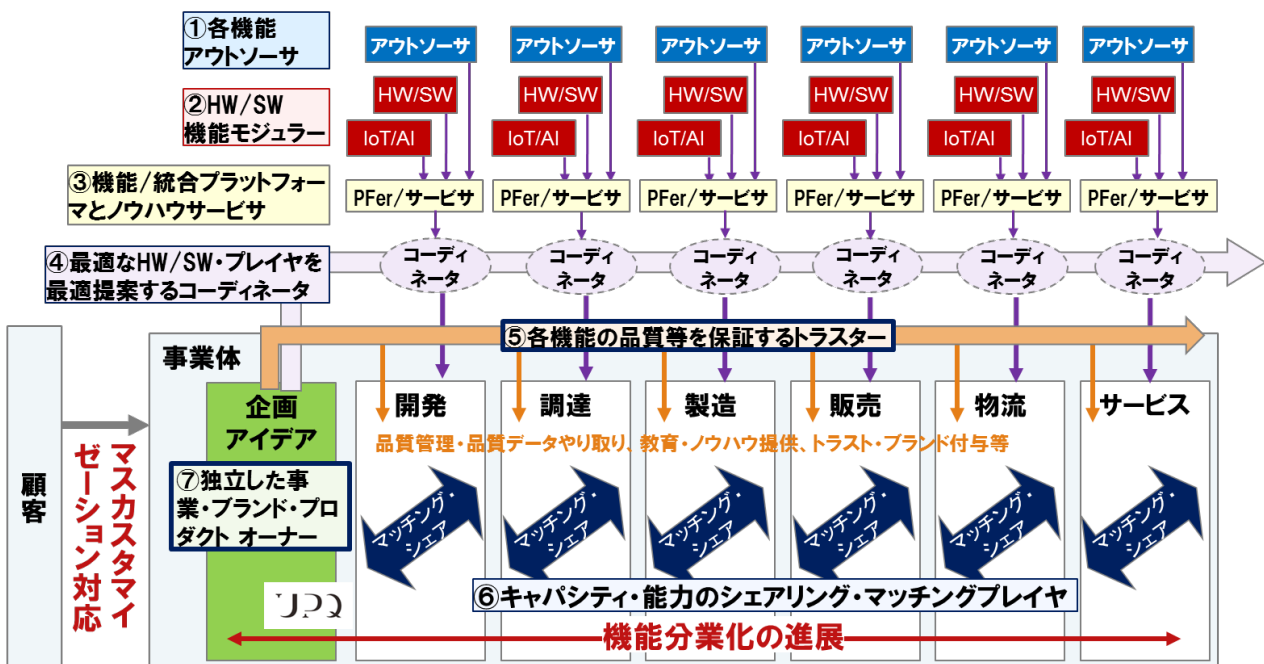 ①各機能
アウトソーサ
アウトソーサ
アウトソーサ
アウトソーサ
アウトソーサ
アウトソーサ
アウトソーサ
②HW/SW
機能モジュラー
HW/SW
HW/SW
HW/SW
HW/SW
HW/SW
HW/SW
IoT/AI
IoT/AI
IoT/AI
IoT/AI
IoT/AI
IoT/AI
③機能/統合プラットフォー
マとノウハウサービサ
PFer/サービサ
PFer/サービサ
PFer/サービサ
PFer/サービサ
PFer/サービサ
PFer/サービサ
④最適なHW/SW・プレイヤを
最適提案するコーディネータ
コーディ
ネータ
コーディ
ネータ
コーディ
ネータ
コーディ
ネータ
コーディ
ネータ
コーディ
ネータ
⑤各機能の品質等を保証するトラスター
顧客
マスカスタマイ
ゼーション対応
事業体
企画
アイデア
開発
調達
製造
販売
物流
サービス
品質管理・品質データやり取り、教育・ノウハウ提供、トラスト・ブランド付与等
⑦独立した事
業・ブランド・プロ
ダクト オーナー
マッチング・
シェア
マッチング・
シェア
マッチング・
シェア
マッチング・
シェア
マッチング・
シェア
マッチング・
シェア
UPQ
⑥キャパシティ・能力のシェアリング・マッチングプレイヤ
機能分業化の進展